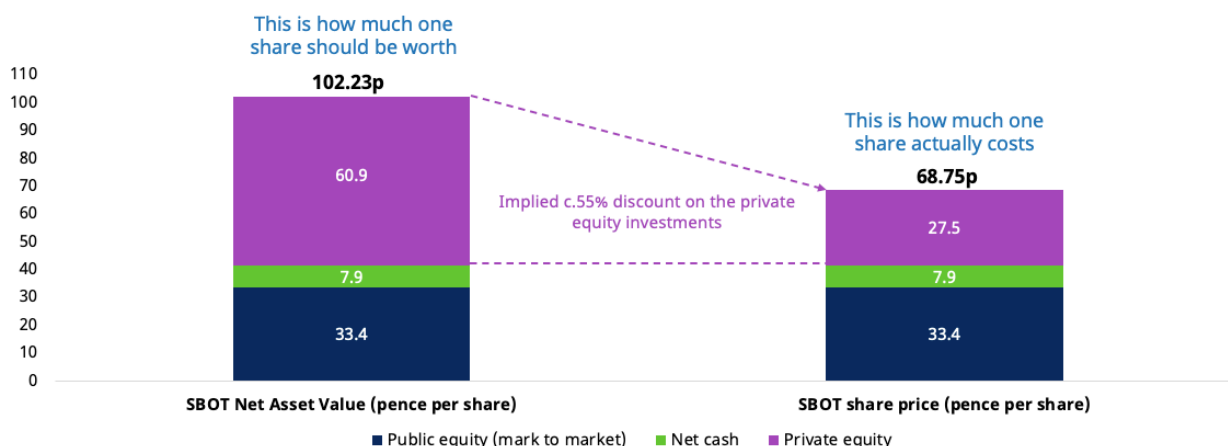 This is how much one
share should be worth
102.23p
This is how much one
share actually costs
68.75p
110
100
90
80
70
60
50
40
30
20
10
0
60.9
7.9
33.4
Implied c.55% discount on the private
equity investments
27.5
7.9
33.4
SBOT Net Asset Value (pence per share)
SBOT share price (pence per share)
Public equity (mark to market)
Net cash
Private equity